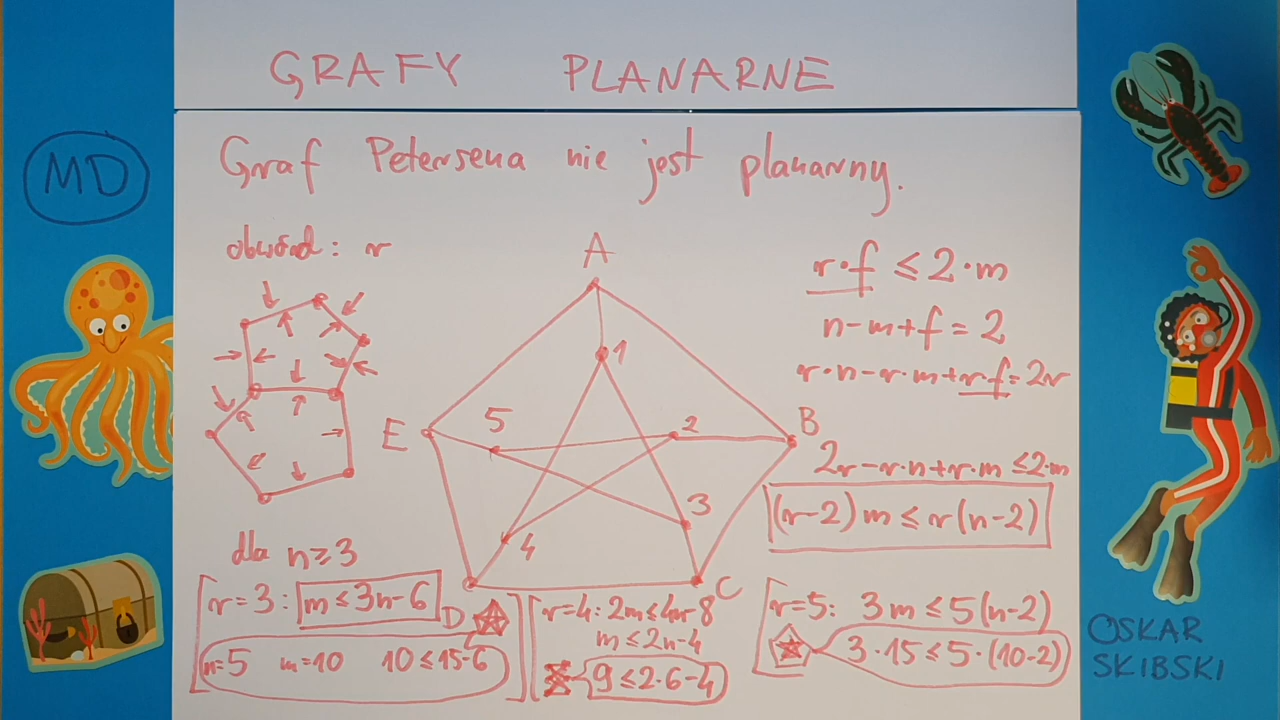 GRAFY PLANARNE
MD
Graf Petersena nie jest planarny.
obwód: r
A
B
C
D
E
1
2
3
4
5
r·f ≤ 2·m
n-m+f = 2
r·n-r·m+r·f=2r
2r-r·n+r·m ≤2·m
(r-2)m ≤ r(n-2)
dla n≥3
r=3: m ≤ 3n-6
n=5 m=10 10 ≤ 15-6
r=4: 2m ≤ 4n-8
m ≤ 2n-4
9 ≤ 2·6-4
r=5: 3m ≤ 5(n-2)
3·15 ≤ 5·(10-2)
OSKAR
SKIBSKI